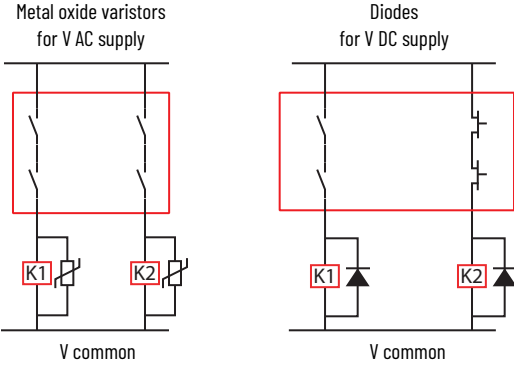 Metal oxide varistors
for V AC supply
Diodes
for V DC supply
K1
K2
K1
K2
V common
V common